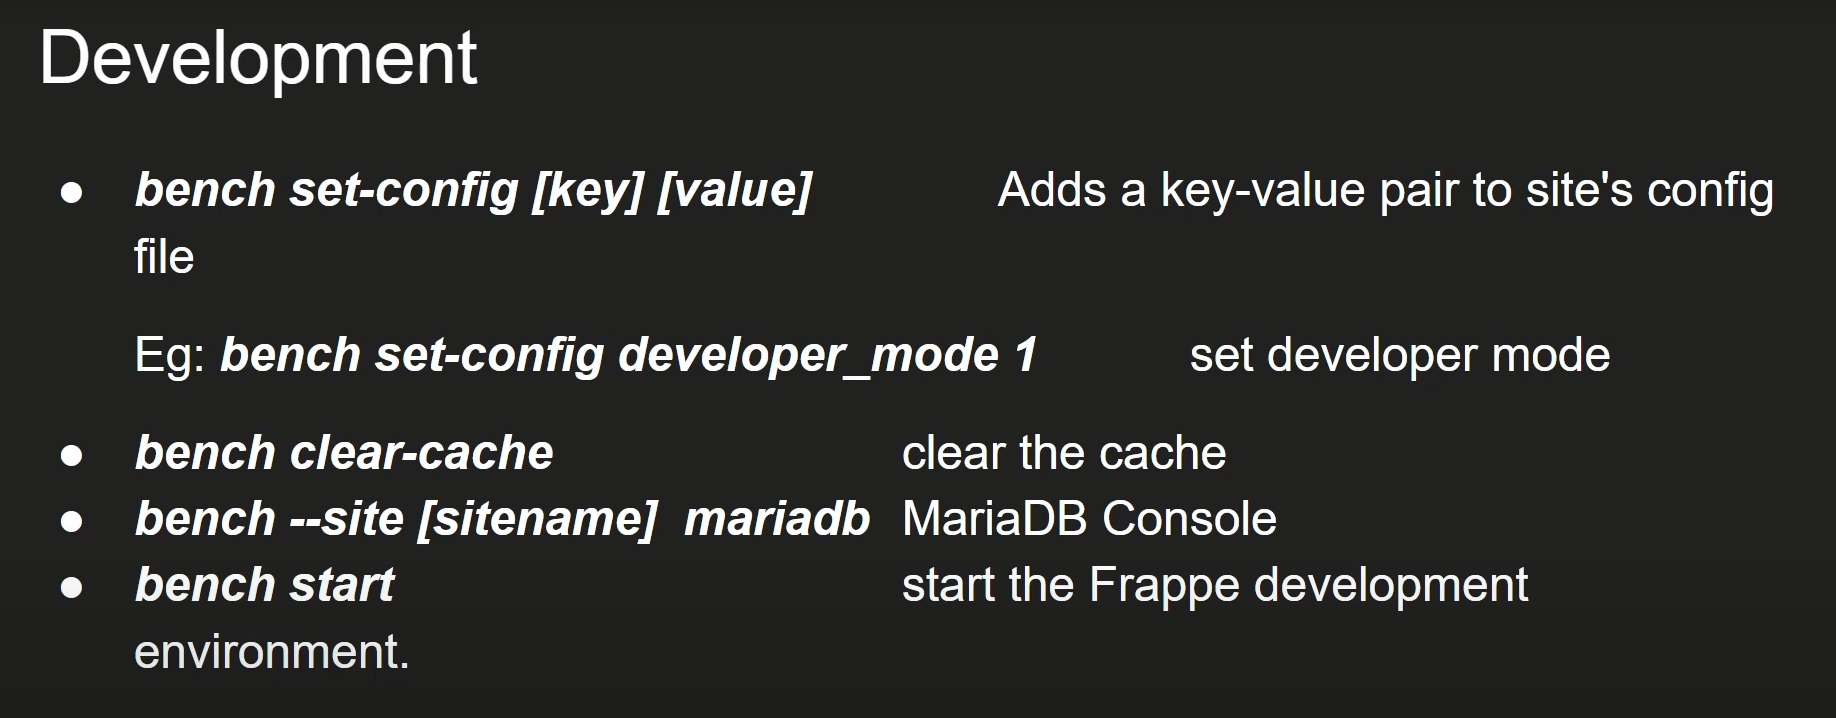 Development
● bench set-config [key] [value] Adds a key-value pair to site's config
file
Eg: bench set-config developer_mode 1 set developer mode
● bench clear-cache clear the cache
● bench --site [sitename] mariadb MariaDB Console
● bench start start the Frappe development
environment.